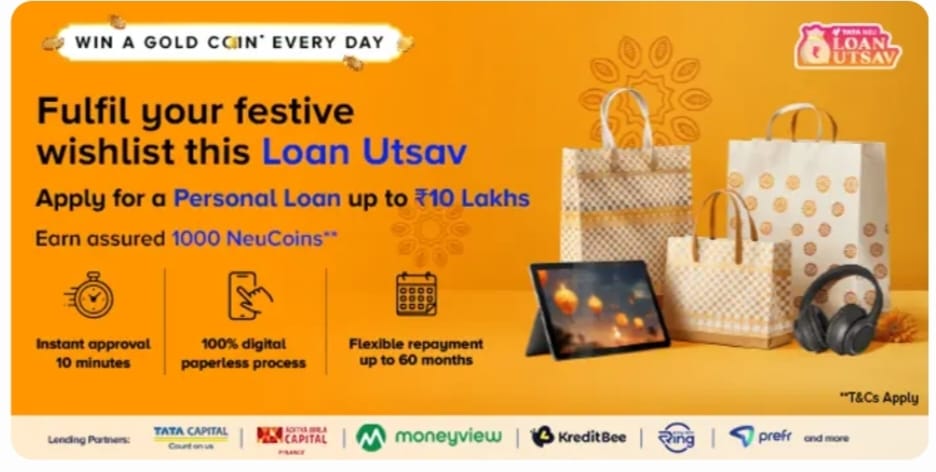 WIN A GOLD COIN* EVERY DAY
TATA NEU
LOAN
UTSAV
Fulfil your festive
wishlist this Loan Utsav
Apply for a Personal Loan up to ₹10 Lakhs
Earn assured 1000 NeuCoins**
Instant approval
10 minutes
100% digital
paperless process
Flexible repayment
up to 60 months
**T&Cs Apply
Lending Partners:
TATA CAPITAL
Count on us
ADITYA BIRLA
CAPITAL
FINANCE
moneyview
KreditBee
Ring
prefr
and more